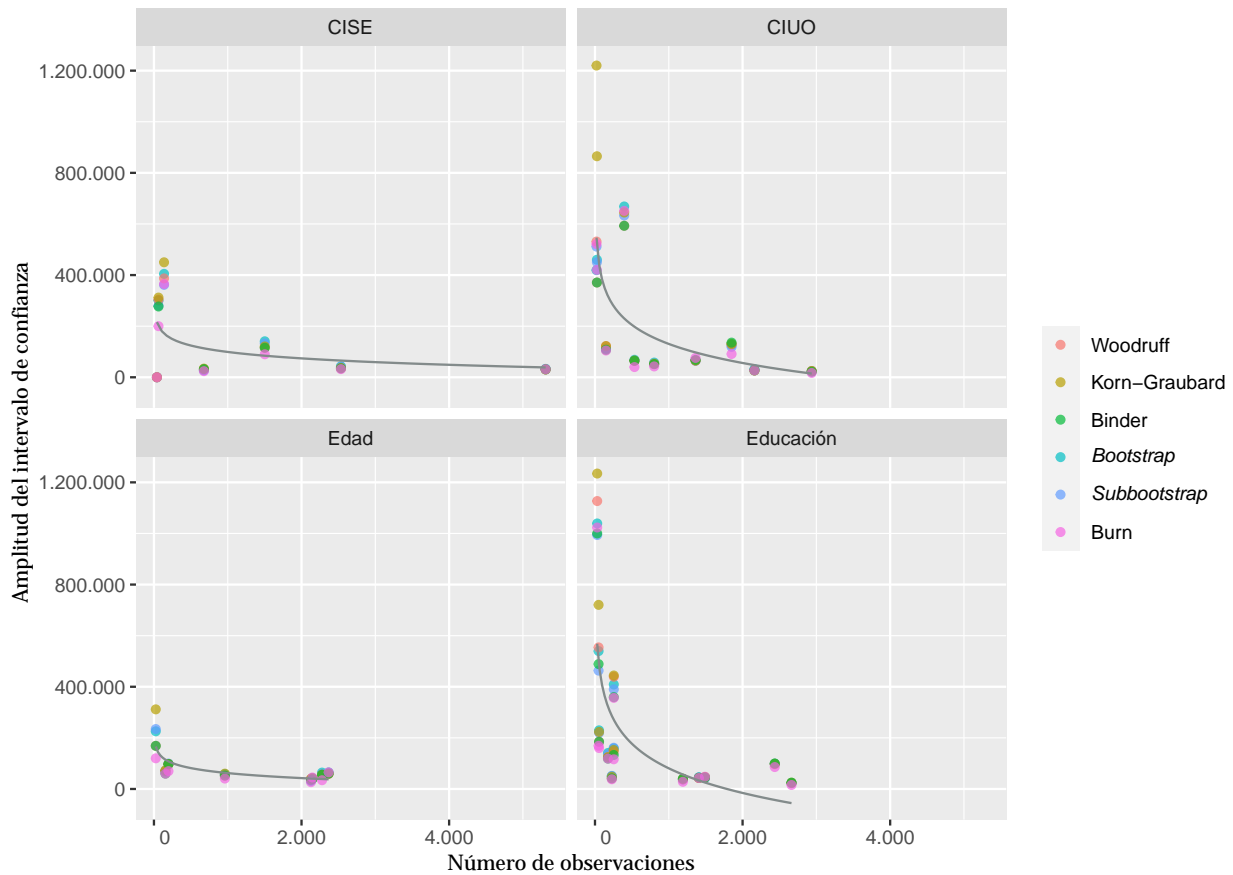 CISE
CIUO
1.200.000
800.000
400.000
0
Edad
Educación
1.200.000
800.000
400.000
0
0
2.000
4.000
0
2.000
4.000
Número de observaciones
Amplitud del intervalo de confianza
Woodruff
Korn−Graubard
Binder
Bootstrap
Subbootstrap
Burn